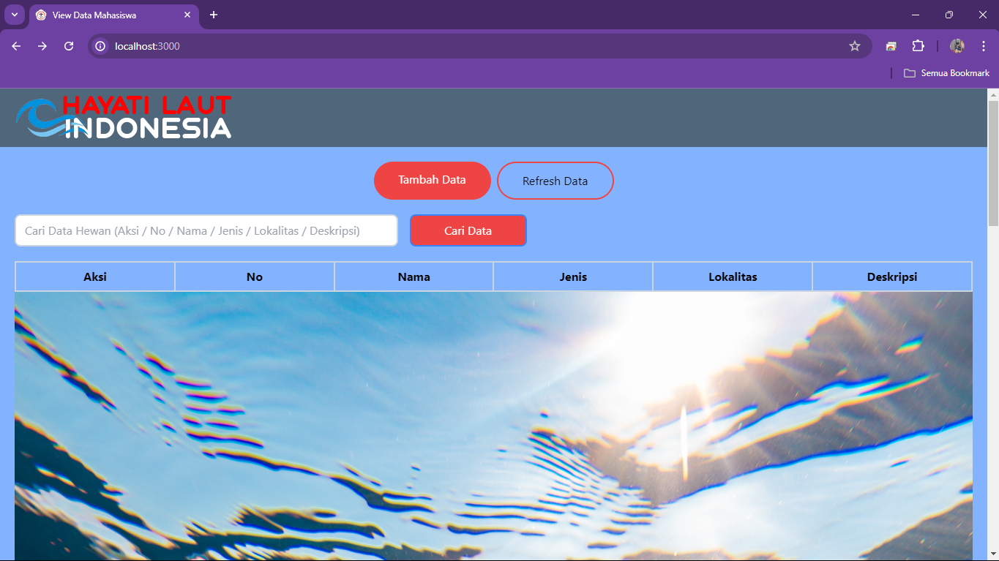 View Data Mahasiswa
localhost:3000
Semua Bookmark
HAYATI LAUT
INDONESIA
Tambah Data
Refresh Data
Cari Data Hewan (Aksi / No / Nama / Jenis / Lokalitas / Deskripsi)
Cari Data
Aksi No Nama Jenis Lokalitas Deskripsi